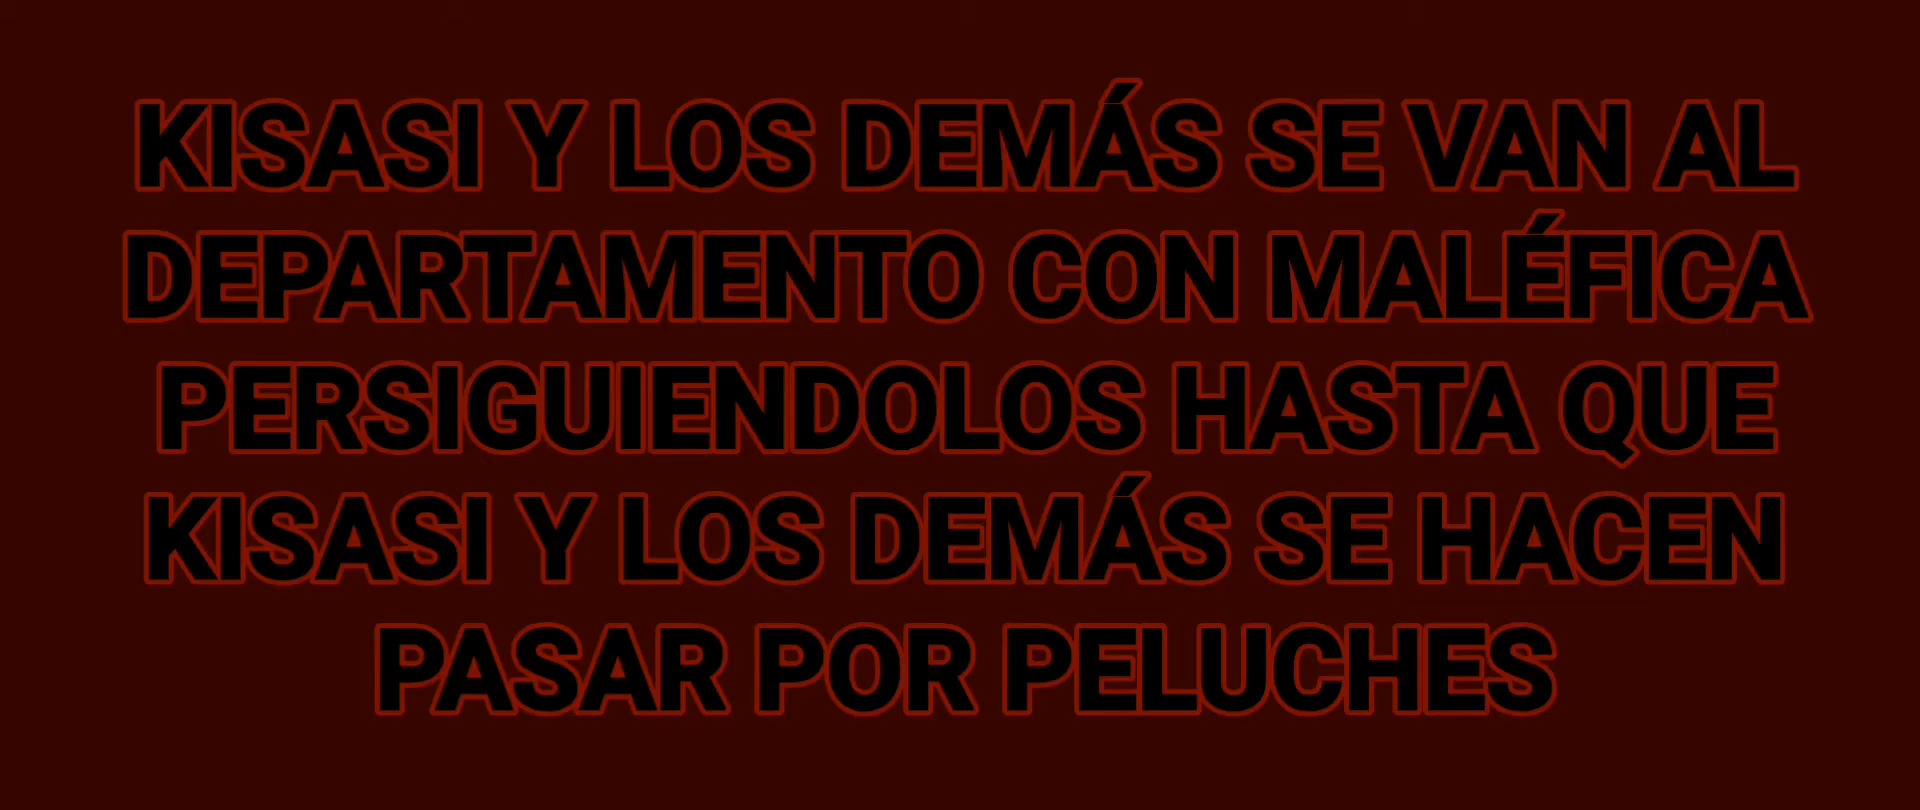 KISASI Y LOS DEMÁS SE VAN AL
DEPARTAMENTO CON MALÉFICA
PERSIGUIENDOLOS HASTA QUE
KISASI Y LOS DEMÁS SE HACEN
PASAR POR PELUCHES